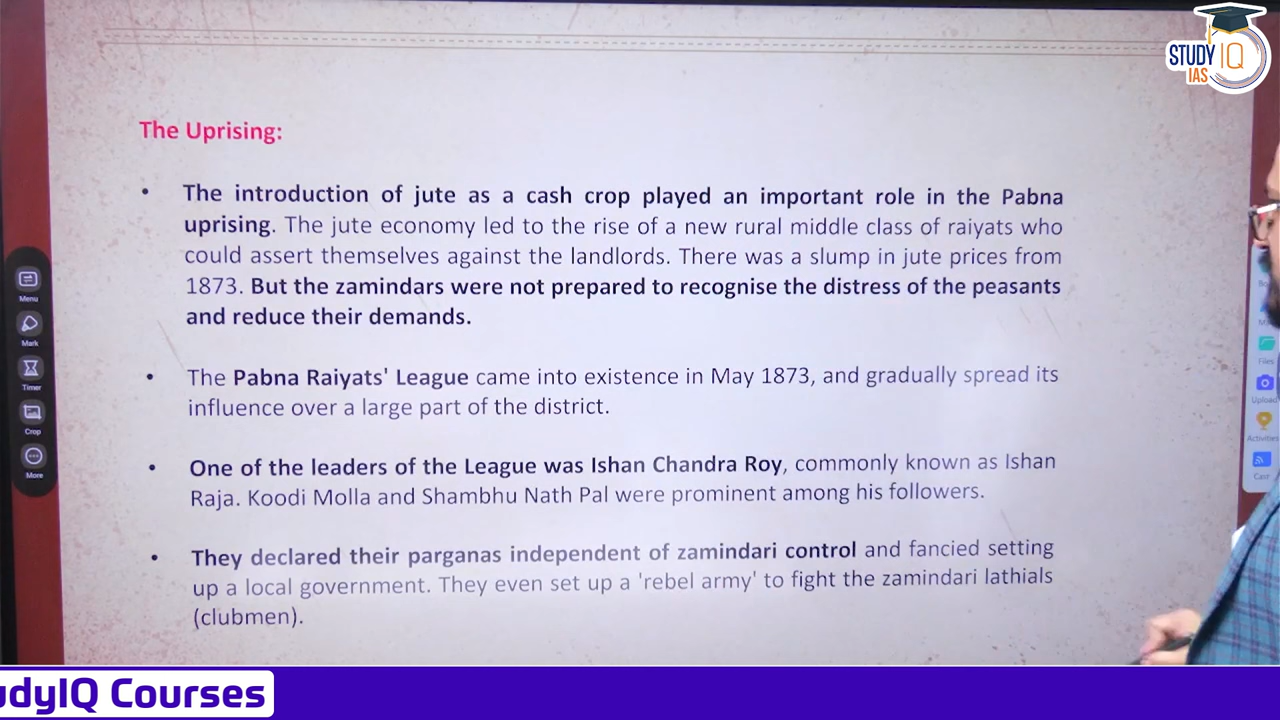 STUDY IQ
IAS
The Uprising:
• The introduction of jute as a cash crop played an important role in the Pabna
uprising. The jute economy led to the rise of a new rural middle class of raiyats who
could assert themselves against the landlords. There was a slump in jute prices from
1873. But the zamindars were not prepared to recognise the distress of the peasants
and reduce their demands.
• The Pabna Raiyats' League came into existence in May 1873, and gradually spread its
influence over a large part of the district.
• One of the leaders of the League was Ishan Chandra Roy, commonly known as Ishan
Raja. Koodi Molla and Shambhu Nath Pal were prominent among his followers.
• They declared their parganas independent of zamindari control and fancied setting
up a local government. They even set up a 'rebel army' to fight the zamindari lathials
(clubmen).
Menu
Mark
Timer
Crop
More
Files
Upload
Activities
Cast
udyIQ Courses